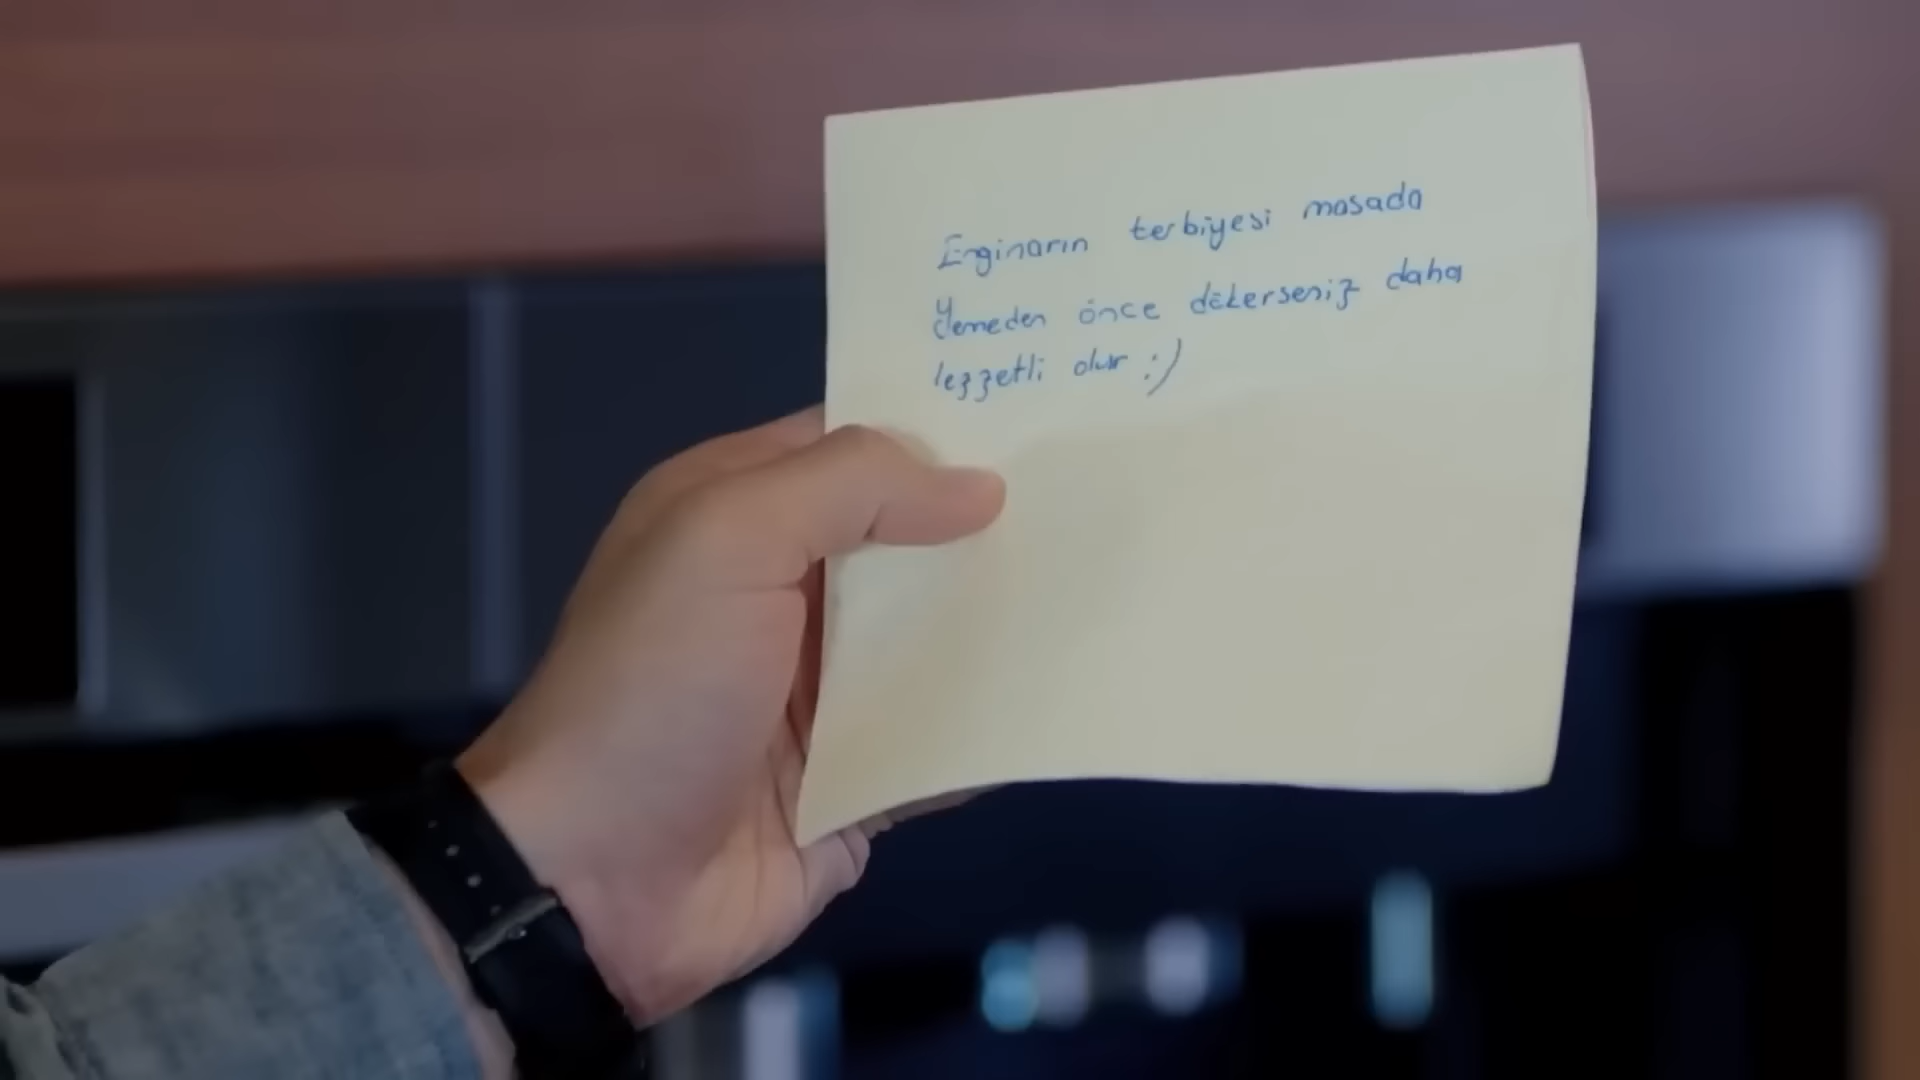 Enginarın terbiyesi masada
Yemeden önce dökerseniz daha
lezzetli olur :)